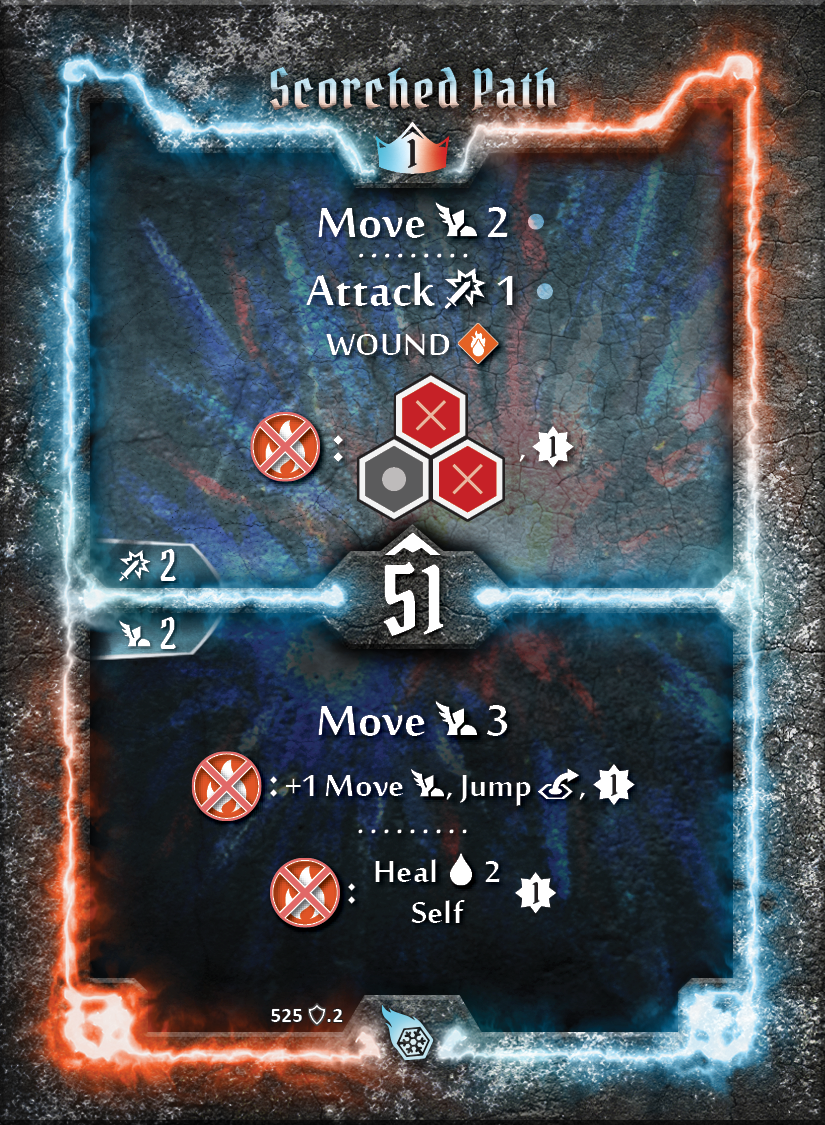 Scorched Path
1
Move 2
Attack 1
WOUND
: , 1
2
51
2
Move 3
: +1 Move , Jump , 1
: Heal 2 1
Self
525 .2